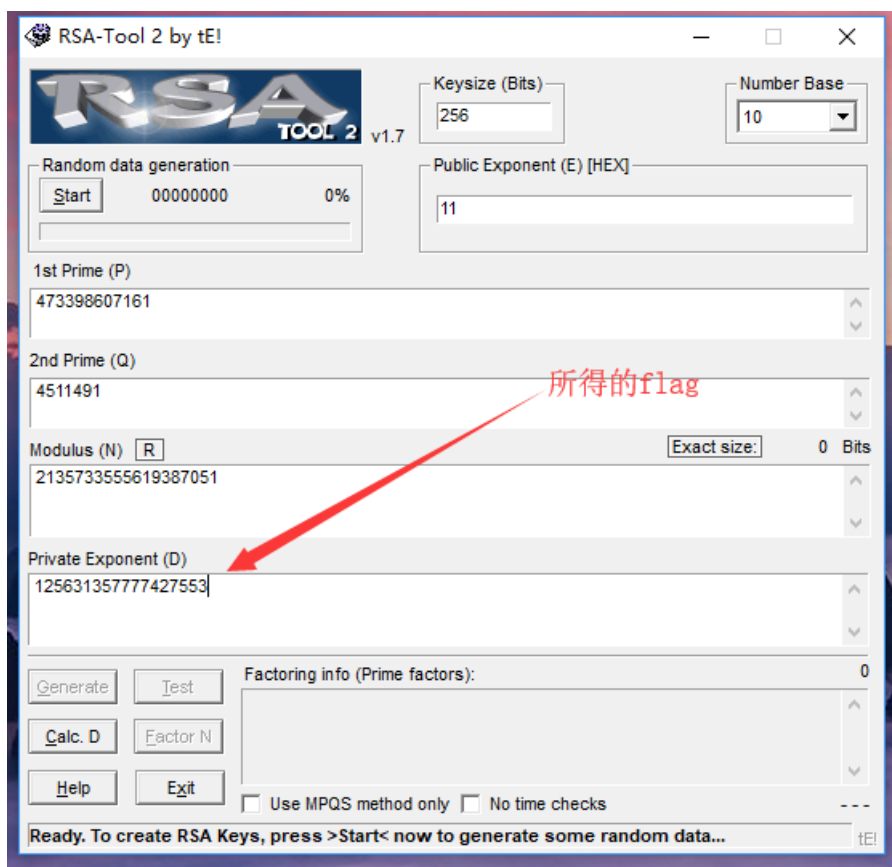 RSA-Tool 2 by tE!
RSA
TOOL 2
v1.7
Keysize (Bits)
256
Number Base
10
Random data generation
Start 00000000 0%
Public Exponent (E) [HEX]
11
1st Prime (P)
473398607161
2nd Prime (Q)
4511491
所得的flag
Modulus (N) R Exact size: 0 Bits
2135733555619387051
Private Exponent (D)
125631357777427553
Generate Test
Factoring info (Prime factors): 0
Calc. D Factor N
Help Exit
Use MPQS method only No time checks ---
Ready. To create RSA Keys, press >Start< now to generate some random data... tE!